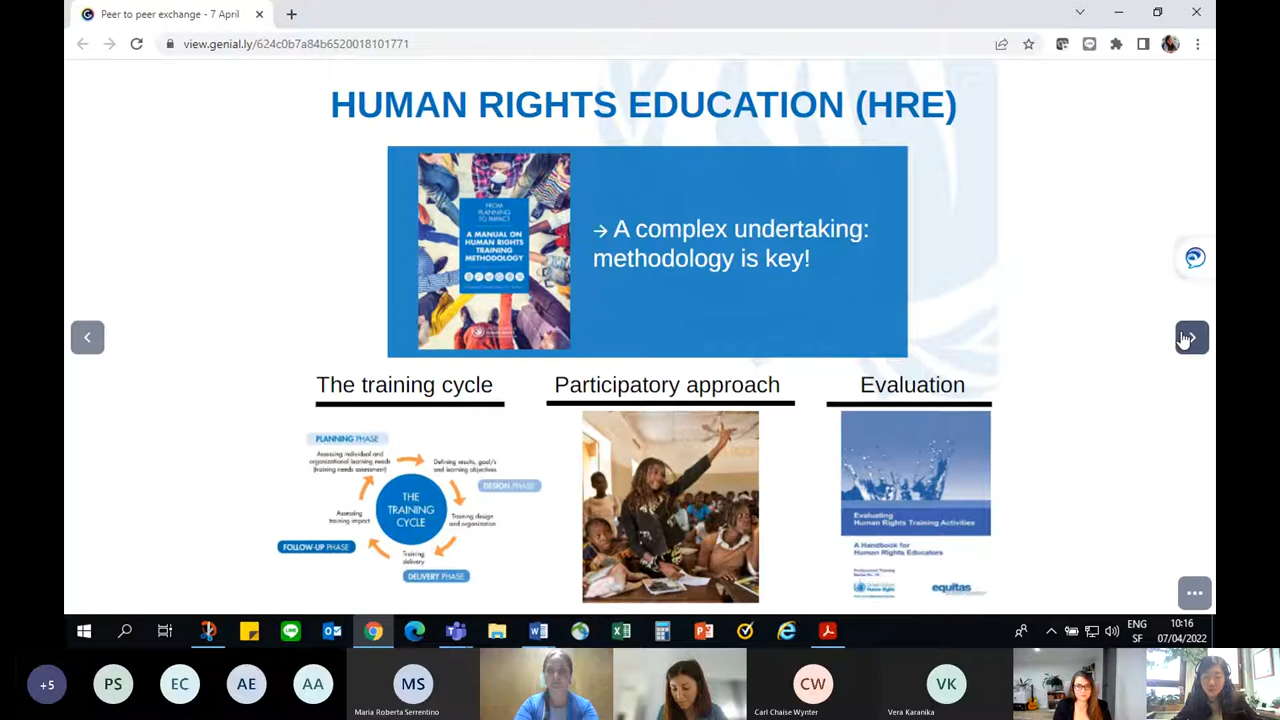 Peer to peer exchange - 7 April
view.genial.ly/624c0b7a84b6520018101771
HUMAN RIGHTS EDUCATION (HRE)
FROM
PLANNING
TO IMPACT
A MANUAL ON
HUMAN RIGHTS
TRAINING
METHODOLOGY
→ A complex undertaking:
methodology is key!
The training cycle
Participatory approach
Evaluation
PLANNING PHASE
Assessing individual and
organizational learning needs
(training needs assessment)
Defining results, goal/s
and learning objectives
DESIGN PHASE
THE
TRAINING
CYCLE
Training design
and organization
Assessing
training impact
FOLLOW-UP PHASE
Training
delivery
DELIVERY PHASE
Evaluating
Human Rights Training Activities
A Handbook for
Human Rights Educators
equitas
ENG
SF
10:16
07/04/2022
+5
PS
EC
AE
AA
MS
Maria Roberta Serrentino
CW
Carl Chaise Wynter
VK
Vera Karanika